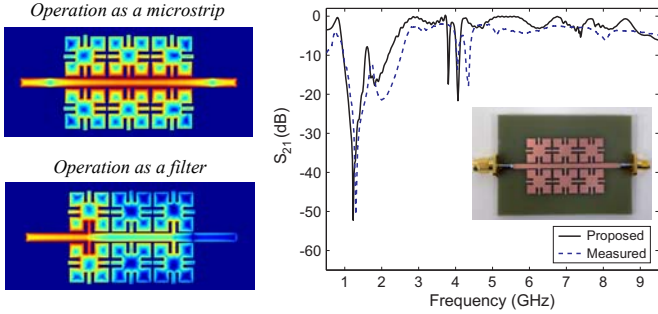 Operation as a microstrip
Operation as a filter
S21 (dB)
0
-10
-20
-30
-40
-50
-60
1 2 3 4 5 6 7 8 9
Frequency (GHz)
Proposed
Measured